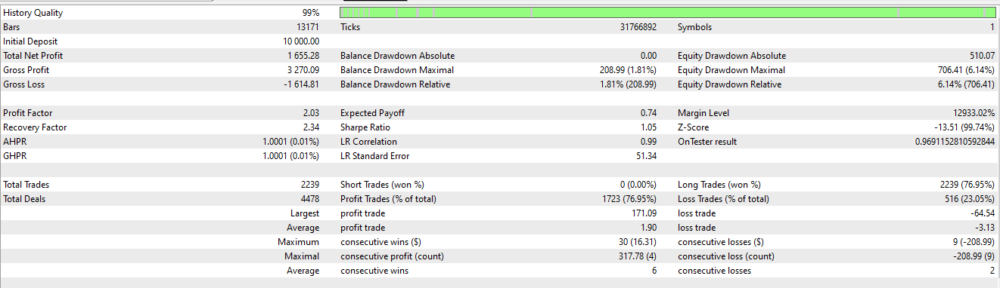 History Quality 99%
Bars 13171 Ticks 31766892 Symbols 1
Initial Deposit 10 000.00
Total Net Profit 1 655.28 Balance Drawdown Absolute 0.00 Equity Drawdown Absolute 510.07
Gross Profit 3 270.09 Balance Drawdown Maximal 208.99 (1.81%) Equity Drawdown Maximal 706.41 (6.14%)
Gross Loss -1 614.81 Balance Drawdown Relative 1.81% (208.99) Equity Drawdown Relative 6.14% (706.41)
Profit Factor 2.03 Expected Payoff 0.74 Margin Level 12933.02%
Recovery Factor 2.34 Sharpe Ratio 1.05 Z-Score -13.51 (99.74%)
AHPR 1.0001 (0.01%) LR Correlation 0.99 OnTester result 0.9691152810592844
GHPR 1.0001 (0.01%) LR Standard Error 51.34
Total Trades 2239 Short Trades (won %) 0 (0.00%) Long Trades (won %) 2239 (76.95%)
Total Deals 4478 Profit Trades (% of total) 1723 (76.95%) Loss Trades (% of total) 516 (23.05%)
Largest profit trade 171.09 loss trade -64.54
Average profit trade 1.90 loss trade -3.13
Maximum consecutive wins ($) 30 (16.31) consecutive losses ($) 9 (-208.99)
Maximal consecutive profit (count) 317.78 (4) consecutive loss (count) -208.99 (9)
Average consecutive wins 6 consecutive losses 2